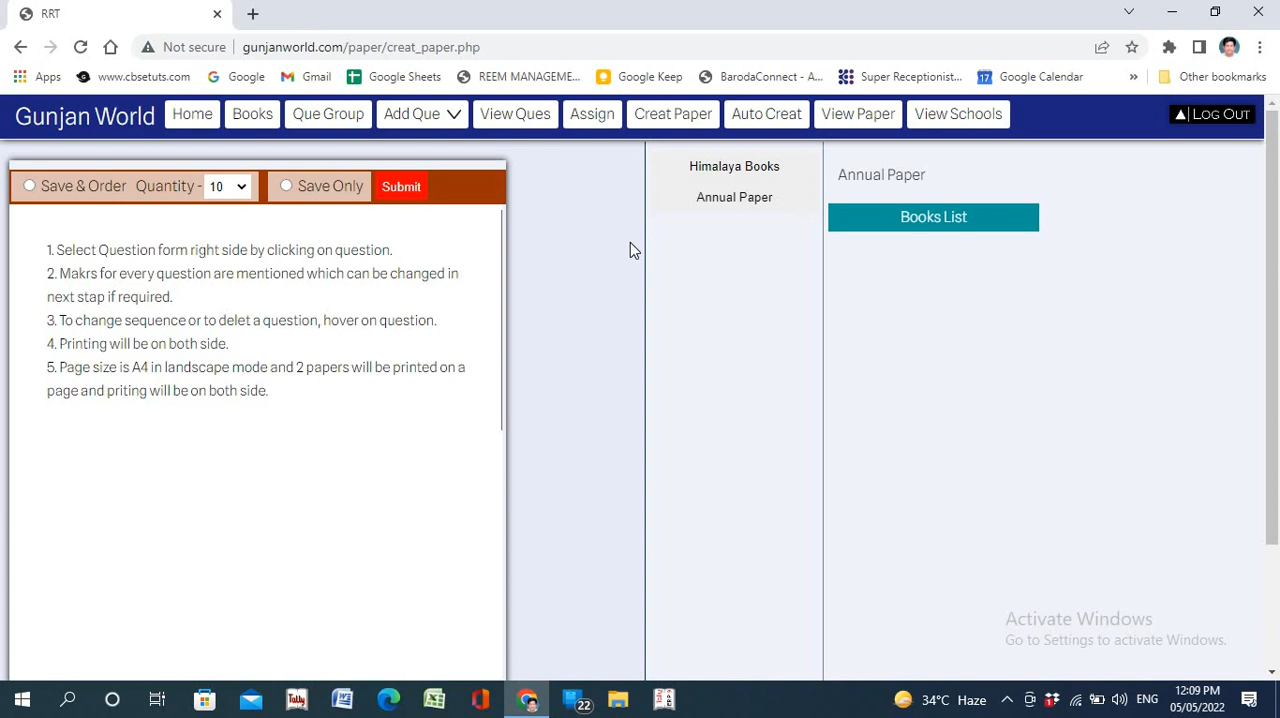 RRT
Not secure gunjanworld.com/paper/creat_paper.php
Apps www.cbsetuts.com Google Gmail Google Sheets REEM MANAGEME... Google Keep BarodaConnect - A... Super Receptionist... Google Calendar » Other bookmarks
Gunjan World Home Books Que Group Add Que View Ques Assign Creat Paper Auto Creat View Paper View Schools ▲| LOG OUT
Save & Order Quantity - 10 Save Only Submit
Himalaya Books
Annual Paper
Annual Paper
Books List
1. Select Question form right side by clicking on question.
2. Makrs for every question are mentioned which can be changed in
next stap if required.
3. To change sequence or to delet a question, hover on question.
4. Printing will be on both side.
5. Page size is A4 in landscape mode and 2 papers will be printed on a
page and priting will be on both side.
Activate Windows
Go to Settings to activate Windows.
22
34°C Haze ENG
12:09 PM
05/05/2022